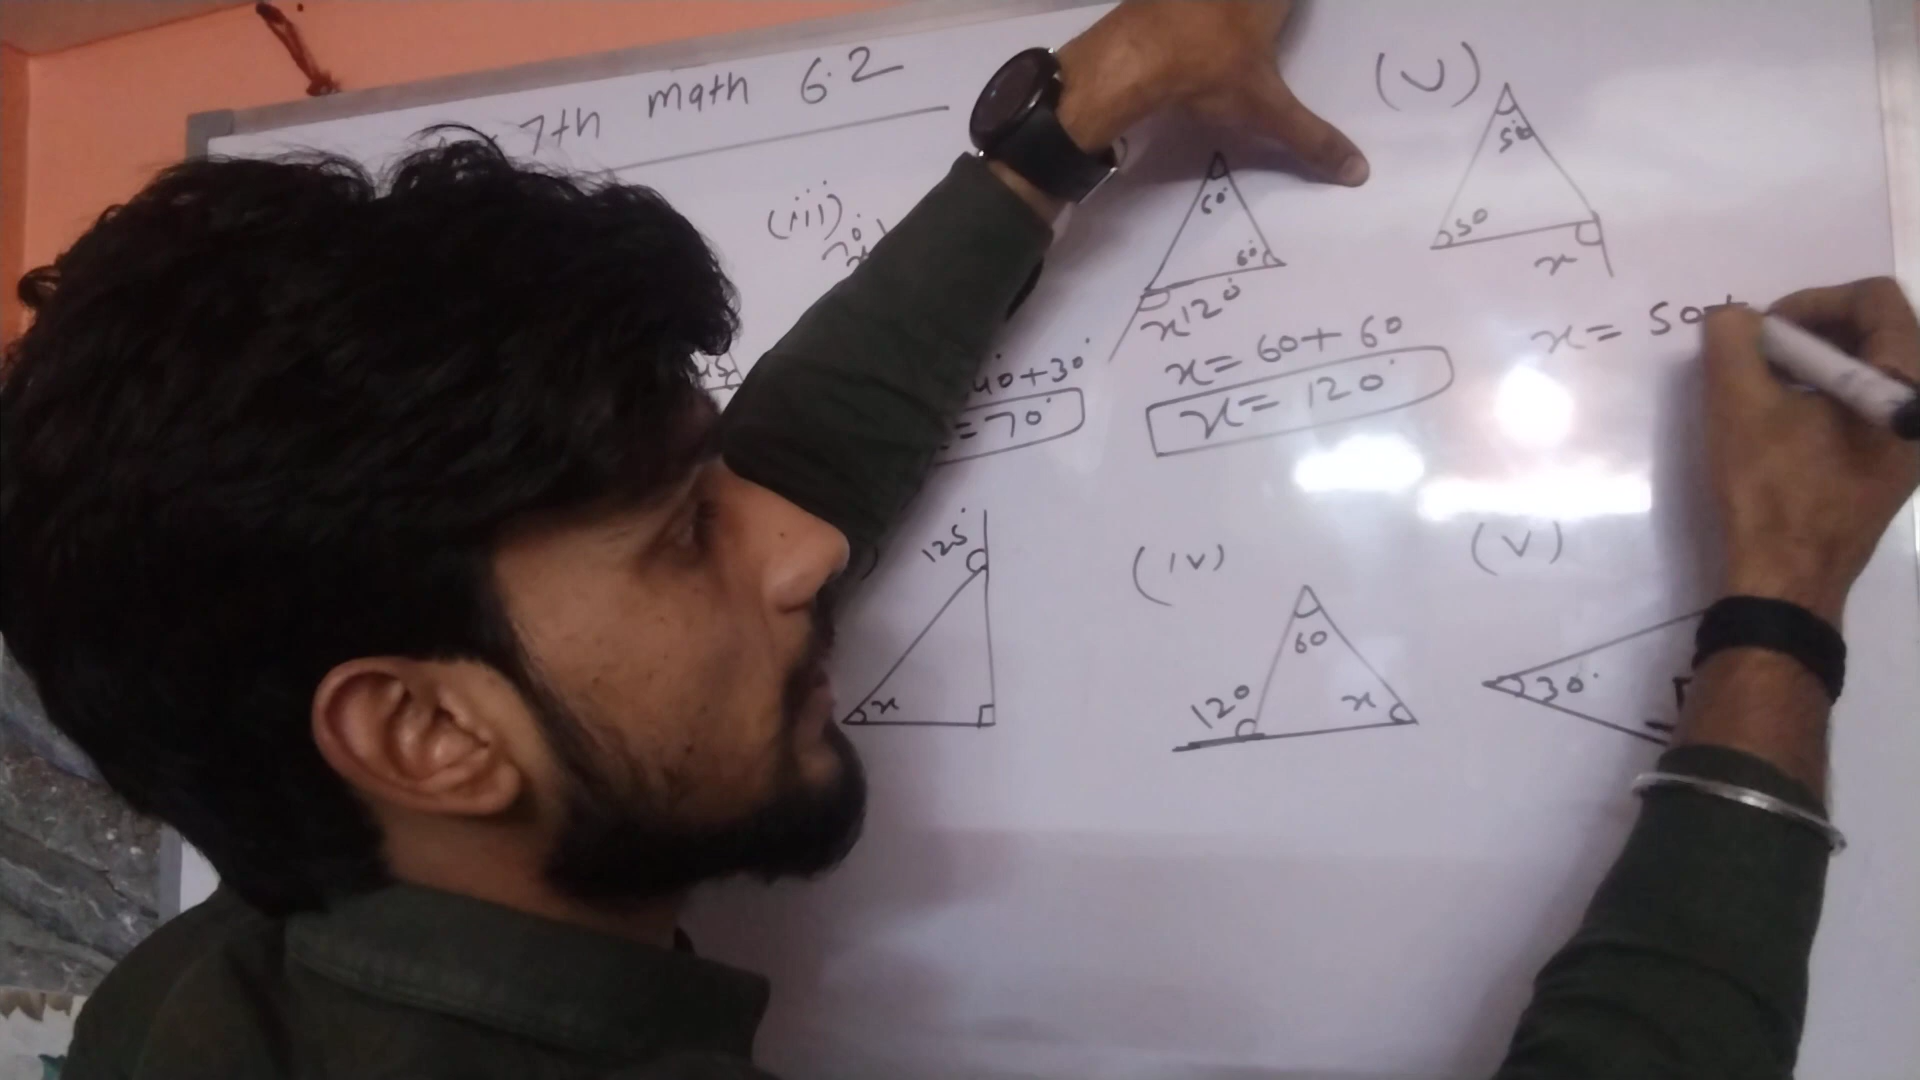 7th math 6.2
(iii)
(v)
60°
60°
x 120°
50°
50
x
45
40+30°
=70°
x=60+60
x=120°
x=50+
125°
x
(iv)
60
120
x
(v)
30°